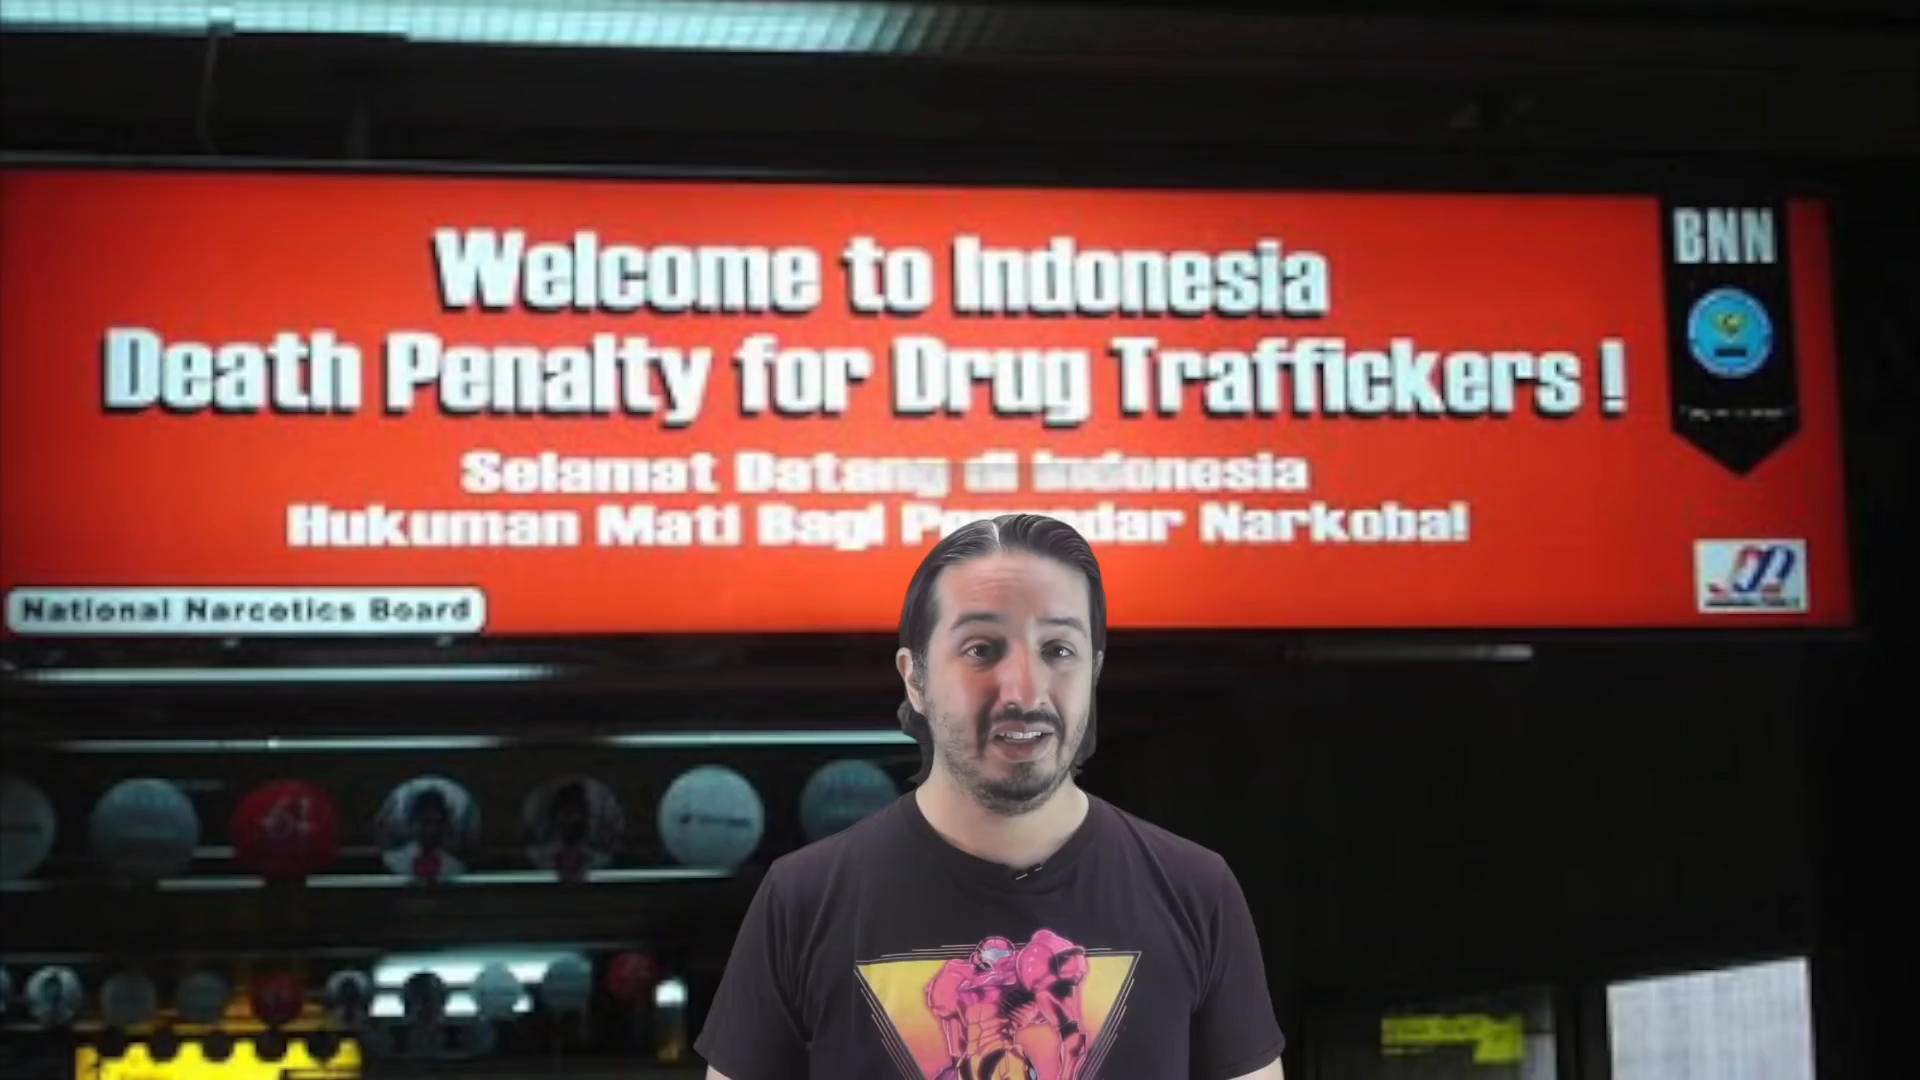 Welcome to Indonesia
Death Penalty for Drug Traffickers !
Selamat Datang di Indonesia
Hukuman Mati Bagi Narkoba!
BNN
National Narcotics Board